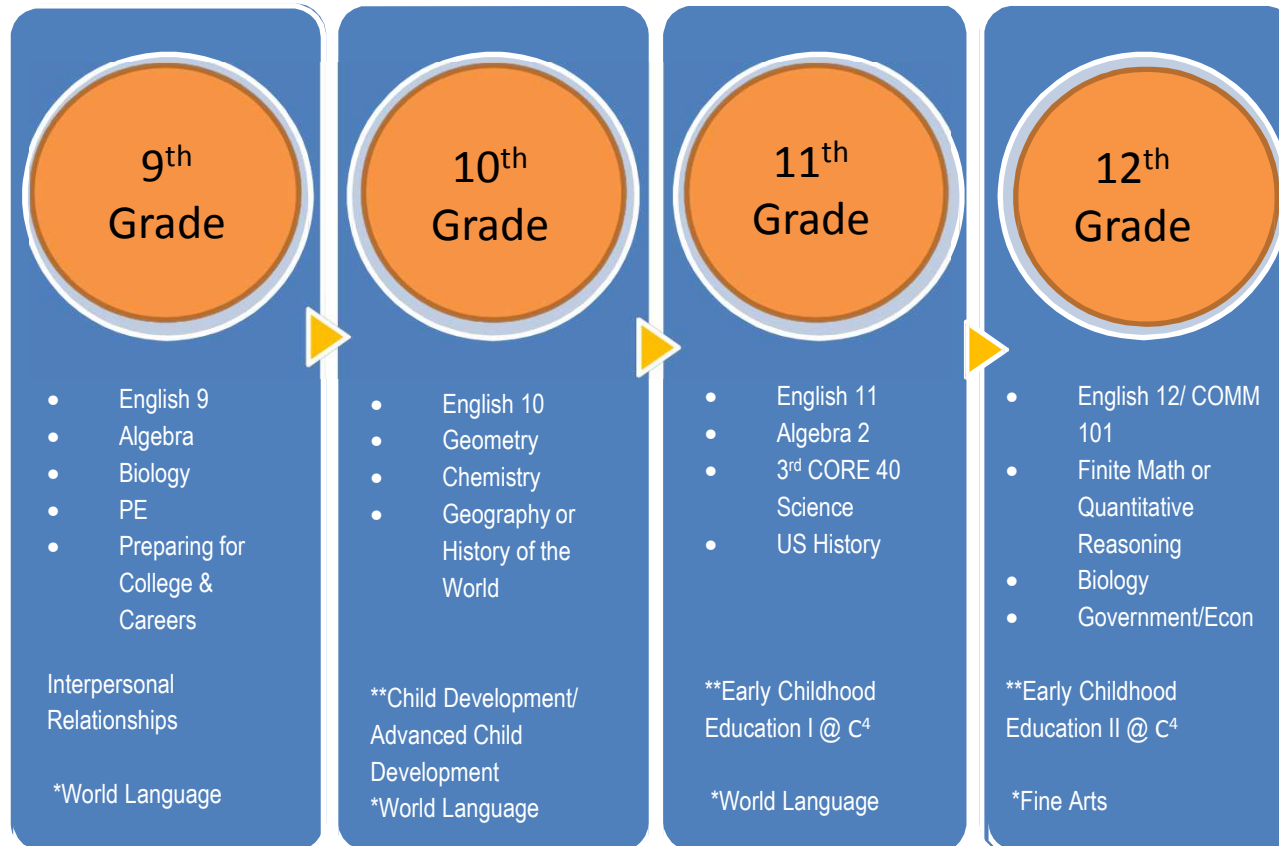 9th
Grade
• English 9
• Algebra
• Biology
• PE
• Preparing for
College &
Careers
Interpersonal
Relationships
*World Language
10th
Grade
• English 10
• Geometry
• Chemistry
• Geography or
History of the
World
**Child Development/
Advanced Child
Development
*World Language
11th
Grade
• English 11
• Algebra 2
• 3rd CORE 40
Science
• US History
**Early Childhood
Education I @ C⁴
*World Language
12th
Grade
• English 12/ COMM
101
• Finite Math or
Quantitative
Reasoning
• Biology
• Government/Econ
**Early Childhood
Education II @ C⁴
*Fine Arts